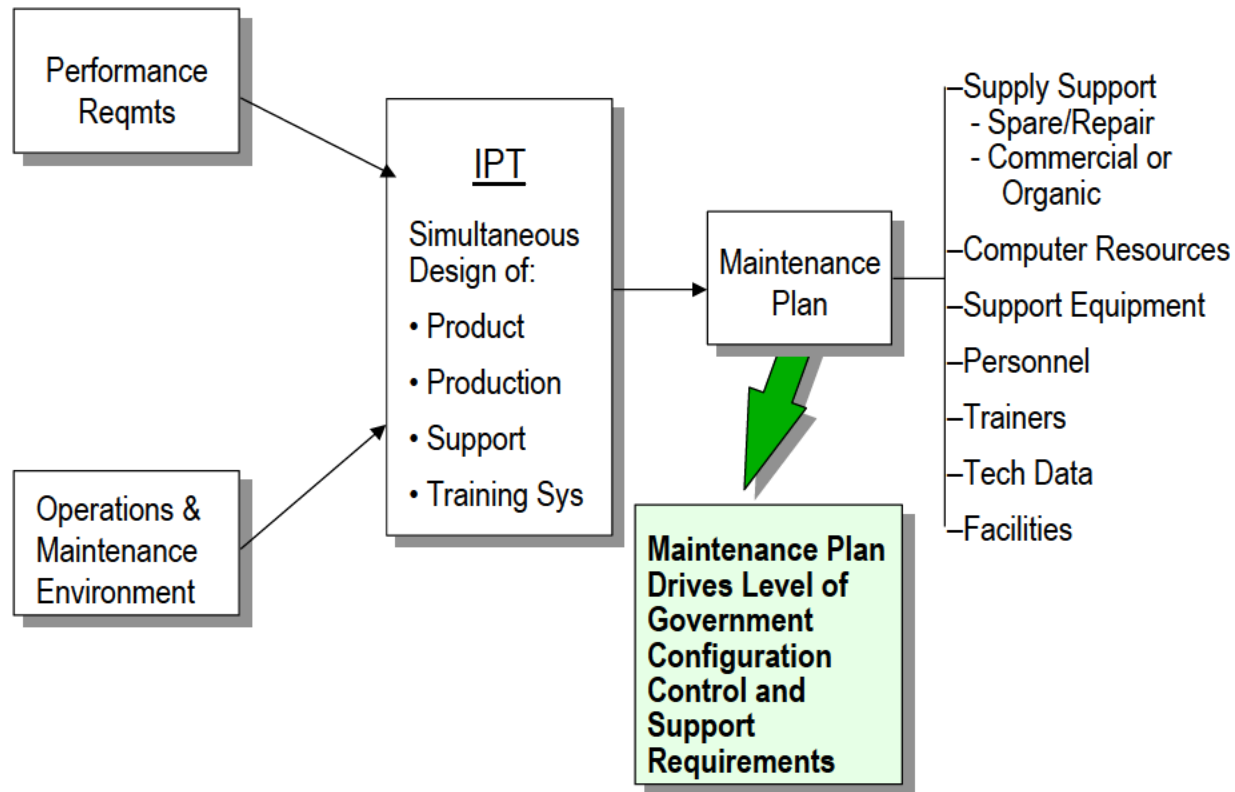 Performance
Reqmts
Operations &
Maintenance
Environment
IPT
Simultaneous
Design of:
• Product
• Production
• Support
• Training Sys
Maintenance
Plan
Maintenance Plan
Drives Level of
Government
Configuration
Control and
Support
Requirements
–Supply Support
- Spare/Repair
- Commercial or
Organic
–Computer Resources
–Support Equipment
–Personnel
–Trainers
–Tech Data
–Facilities